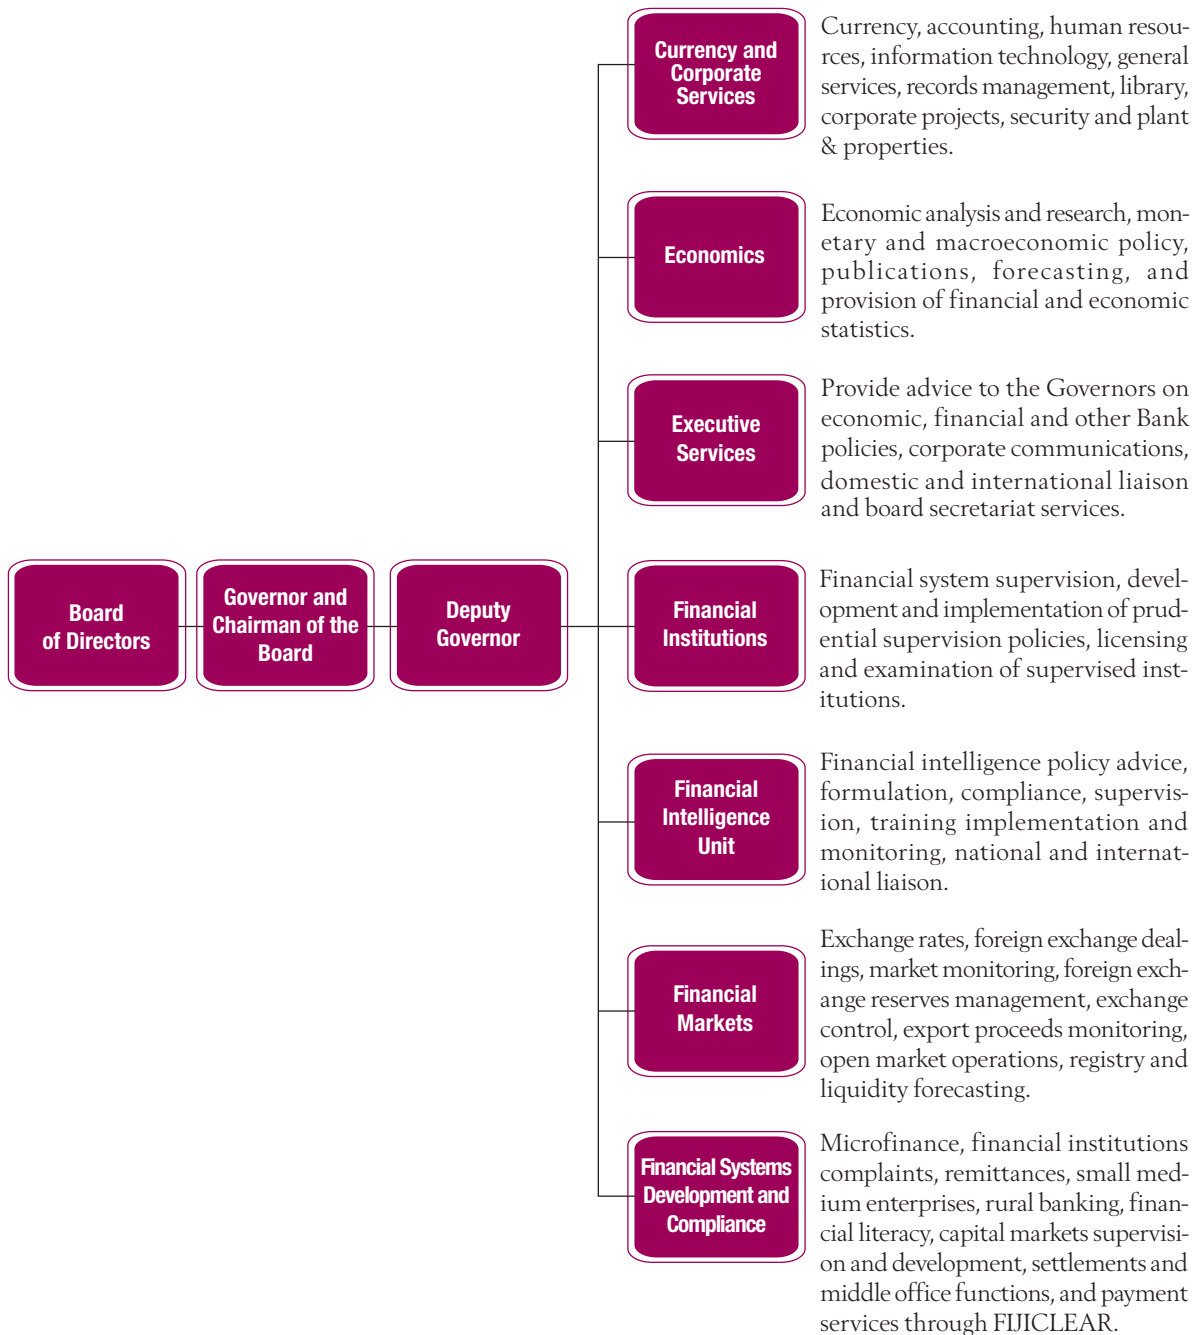 Currency and
Corporate
Services
Currency, accounting, human resou-
rces, information technology, general
services, records management, library,
corporate projects, security and plant
& properties.
Economics
Economic analysis and research, mon-
etary and macroeconomic policy,
publications, forecasting, and
provision of financial and economic
statistics.
Executive
Services
Provide advice to the Governors on
economic, financial and other Bank
policies, corporate communications,
domestic and international liaison
and board secretariat services.
Board
of Directors
Governor and
Chairman of the
Board
Deputy
Governor
Financial
Institutions
Financial system supervision, devel-
opment and implementation of prud-
ential supervision policies, licensing
and examination of supervised inst-
itutions.
Financial
Intelligence
Unit
Financial intelligence policy advice,
formulation, compliance, supervis-
ion, training implementation and
monitoring, national and internat-
ional liaison.
Financial
Markets
Exchange rates, foreign exchange deal-
ings, market monitoring, foreign exch-
ange reserves management, exchange
control, export proceeds monitoring,
open market operations, registry and
liquidity forecasting.
Financial Systems
Development and
Compliance
Microfinance, financial institutions
complaints, remittances, small med-
ium enterprises, rural banking, finan-
cial literacy, capital markets supervisi-
on and development, settlements and
middle office functions, and payment
services through FIJICLEAR.